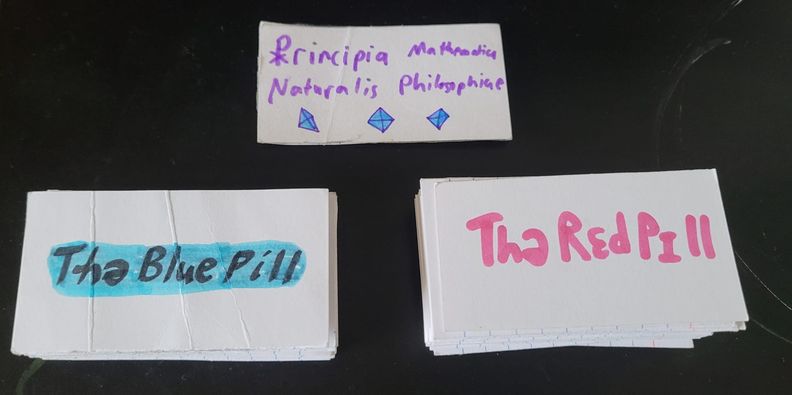 Principia Mathematica
Naturalis Philosophiae
Tha Blue Pill
Tha Red PIll